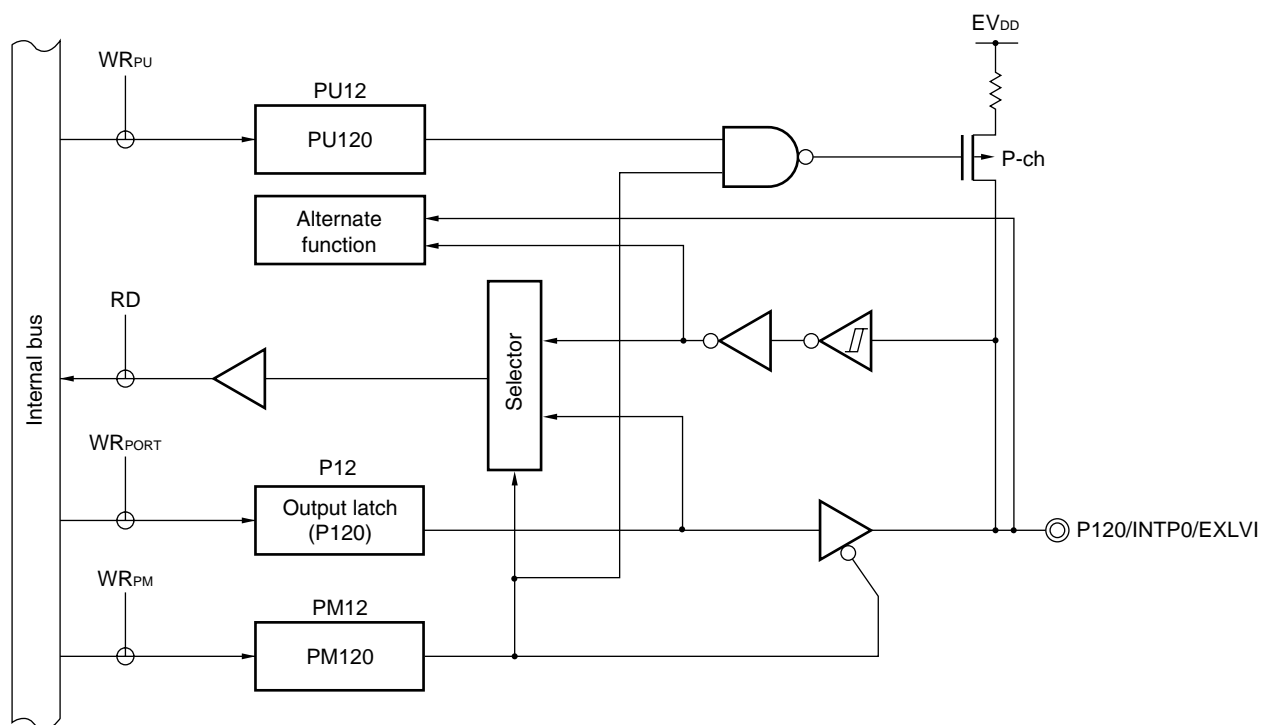 EVDD
WRPU
PU12
PU120
P-ch
Alternate
function
RD
Selector
Internal bus
WRPORT
P12
Output latch
(P120)
P120/INTP0/EXLVI
WRPM
PM12
PM120